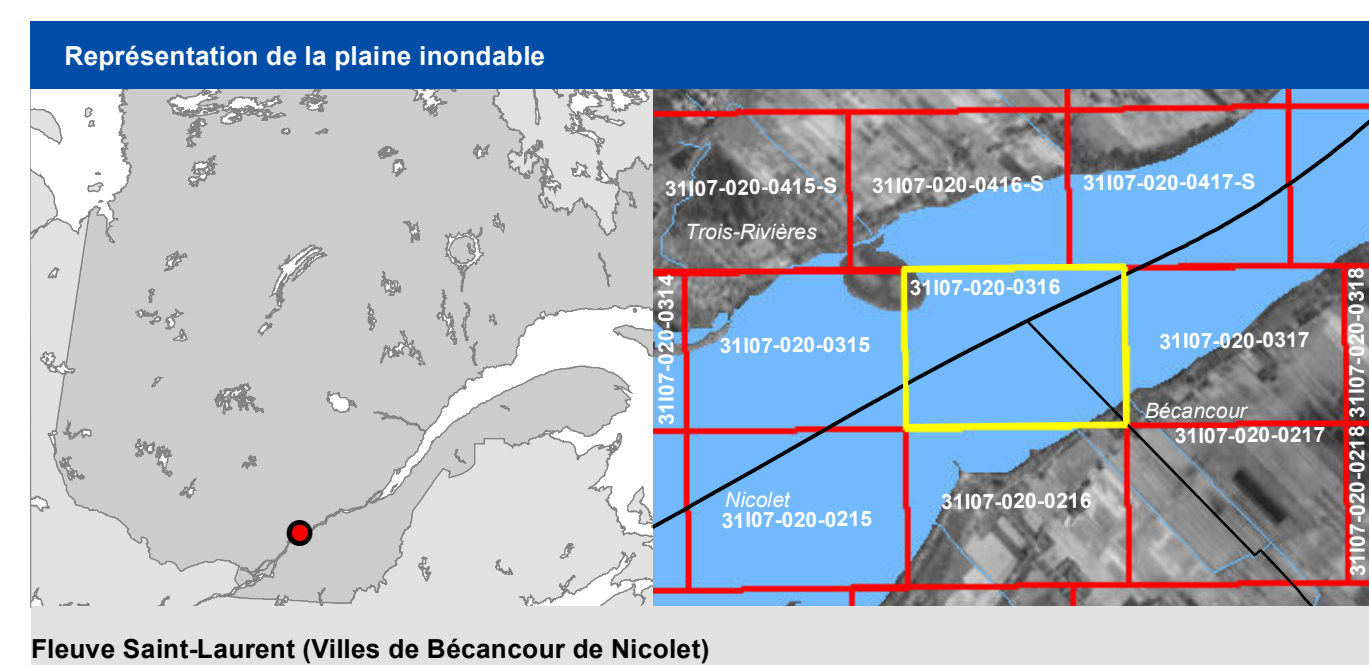 Représentation de la plaine inondable
31I07-020-0415-S
31I07-020-0416-S
31I07-020-0417-S
Trois-Rivières
31I07-020-0314
31I07-020-0316
31I07-020-0318
31I07-020-0315
31I07-020-0317
Bécancour
31I07-020-0217
Nicolet
31I07-020-0215
31I07-020-0216
31I07-020-0218
Fleuve Saint-Laurent (Villes de Bécancour de Nicolet)